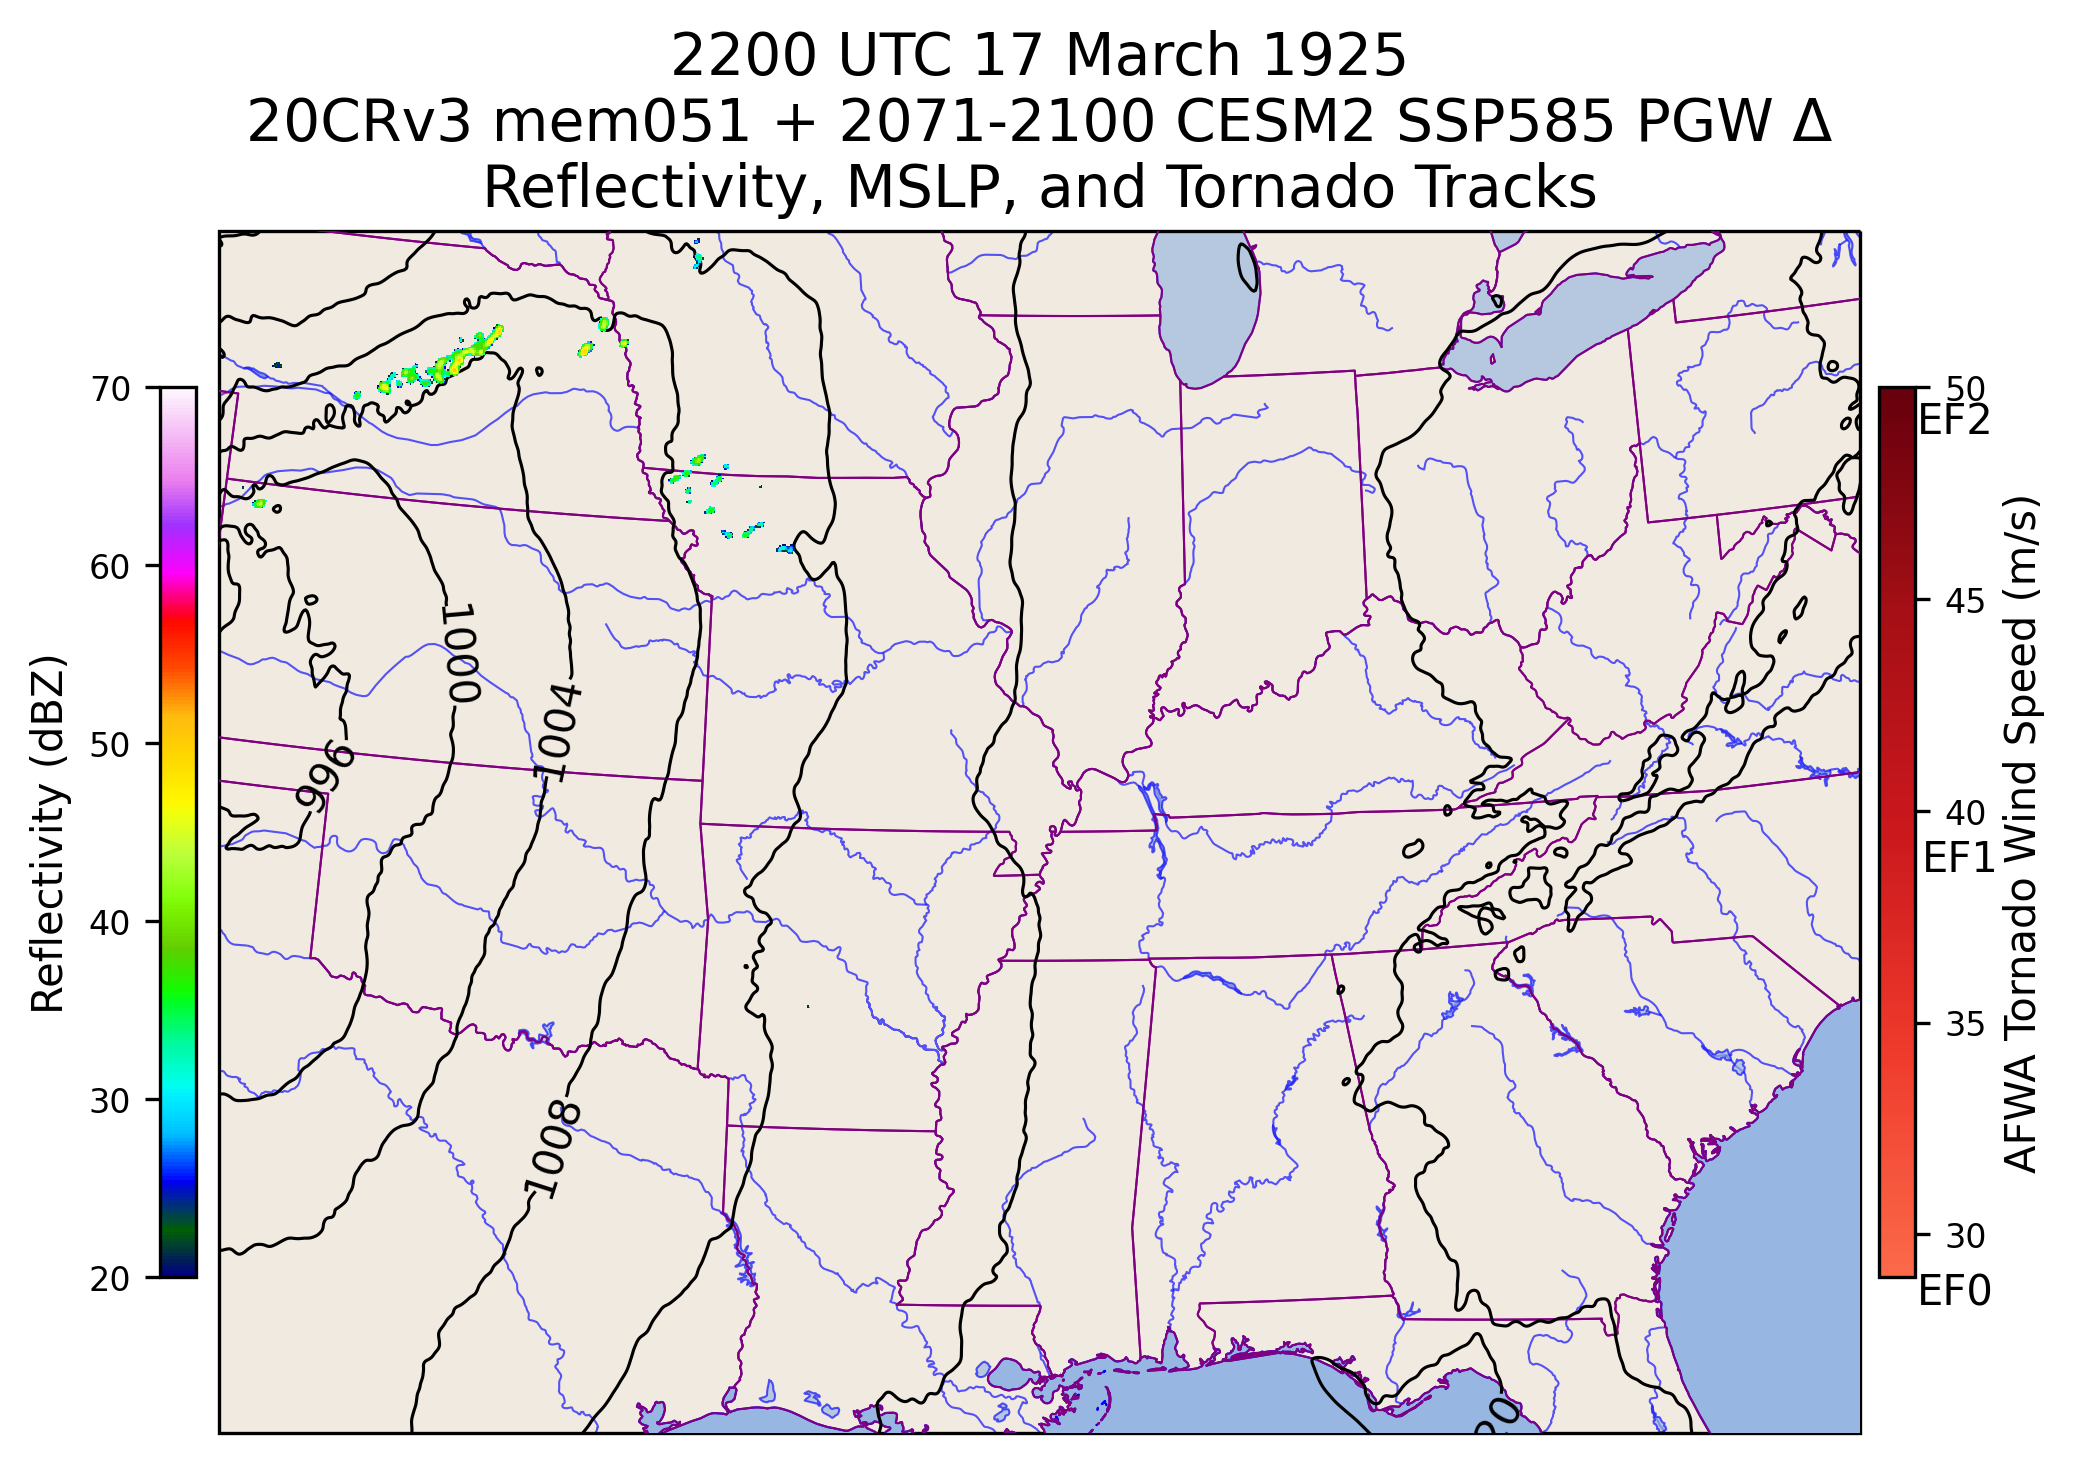 2200 UTC 17 March 1925
20CRv3 mem051 + 2071-2100 CESM2 SSP585 PGW Δ
Reflectivity, MSLP, and Tornado Tracks
70
60
50
40
30
20
Reflectivity (dBZ)
1000
1004
996
1008
50
EF2
45
40
EF1
35
30
EF0
AFWA Tornado Wind Speed (m/s)